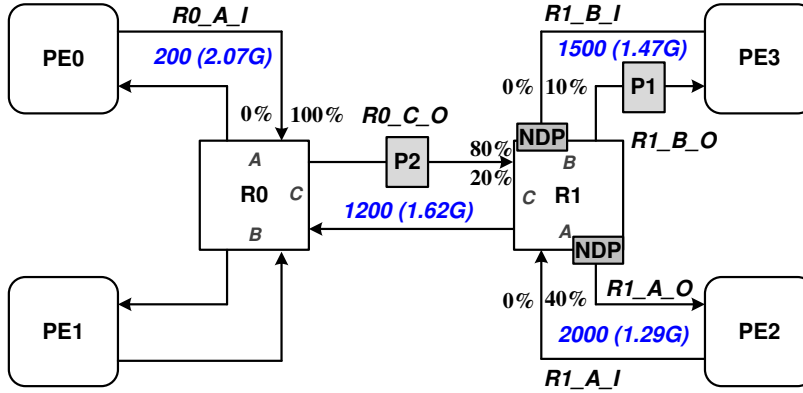 R0_A_I
R1_B_I
PE0
200 (2.07G)
1500 (1.47G)
PE3
0% 100%
0% 10%
P1
R0_C_O
NDP
R1_B_O
A
P2
80%
B
20%
R0
C
C
R1
1200 (1.62G)
B
A
NDP
PE1
0% 40%
R1_A_O
2000 (1.29G)
PE2
R1_A_I